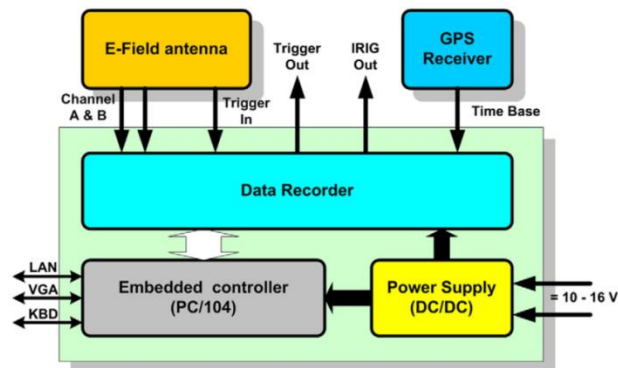 E-Field antenna
Trigger
Out
IRIG
Out
GPS
Receiver
Channel
A & B
Trigger
In
Time Base
Data Recorder
LAN
VGA
KBD
Embedded controller
(PC/104)
Power Supply
(DC/DC)
= 10 - 16 V